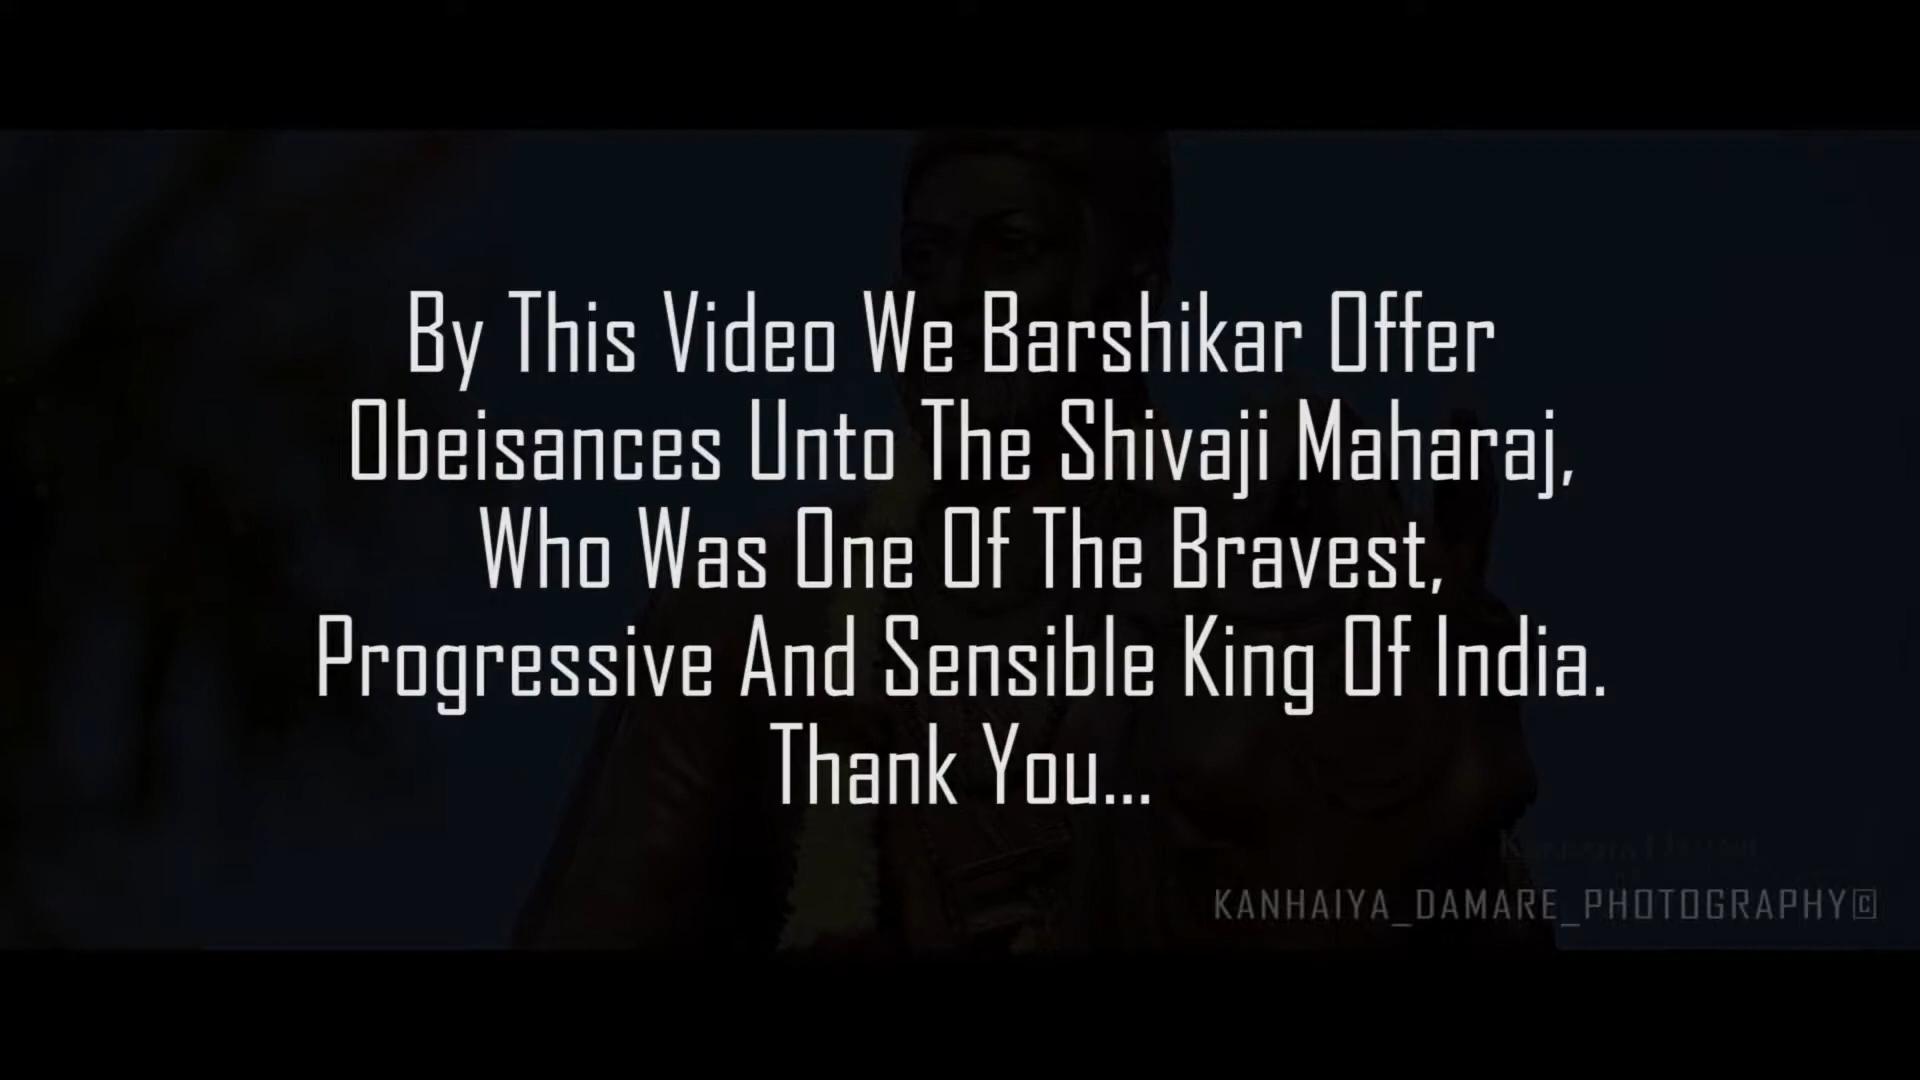 By This Video We Barshikar Offer
Obeisances Unto The Shivaji Maharaj,
Who Was One Of The Bravest,
Progressive And Sensible King Of India.
Thank You...
KANHAIYA_DAMARE_PHOTOGRAPHY©